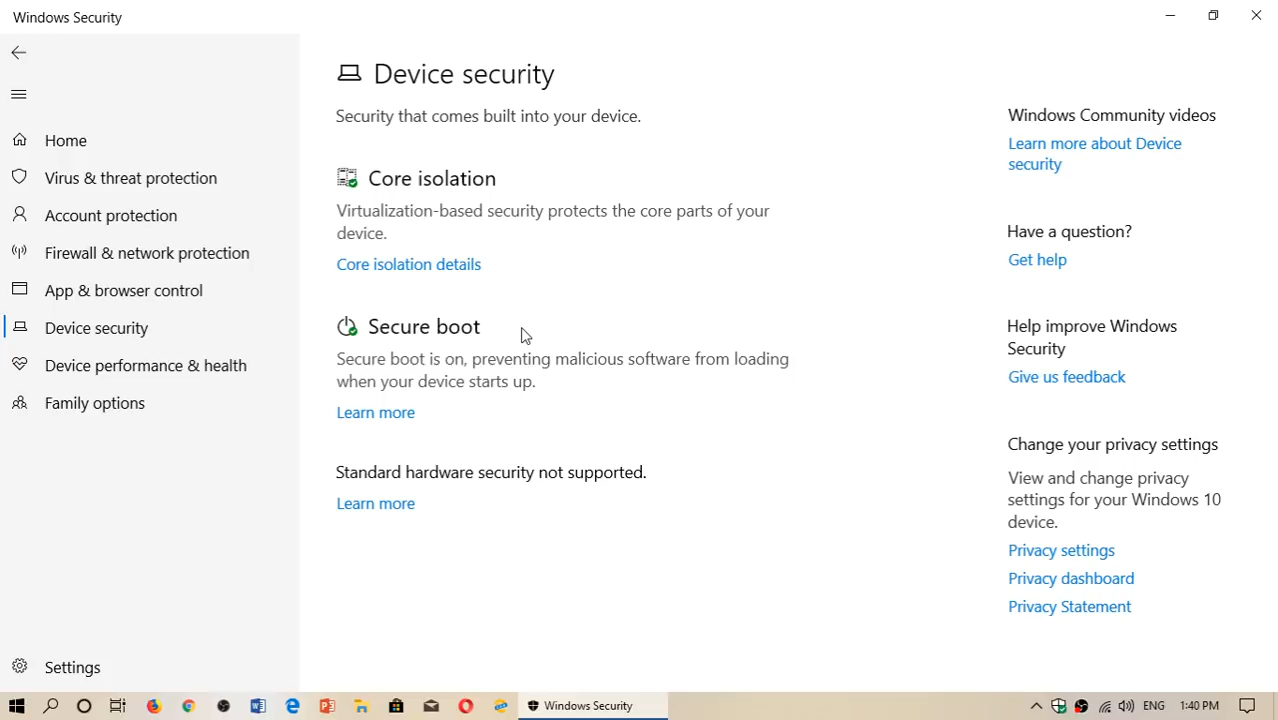 Windows Security
Home
Virus & threat protection
Account protection
Firewall & network protection
App & browser control
Device security
Device performance & health
Family options
Settings
Device security
Security that comes built into your device.
Core isolation
Virtualization-based security protects the core parts of your
device.
Core isolation details
Secure boot
Secure boot is on, preventing malicious software from loading
when your device starts up.
Learn more
Standard hardware security not supported.
Learn more
Windows Community videos
Learn more about Device
security
Have a question?
Get help
Help improve Windows
Security
Give us feedback
Change your privacy settings
View and change privacy
settings for your Windows 10
device.
Privacy settings
Privacy dashboard
Privacy Statement
Windows Security
ENG
1:40 PM